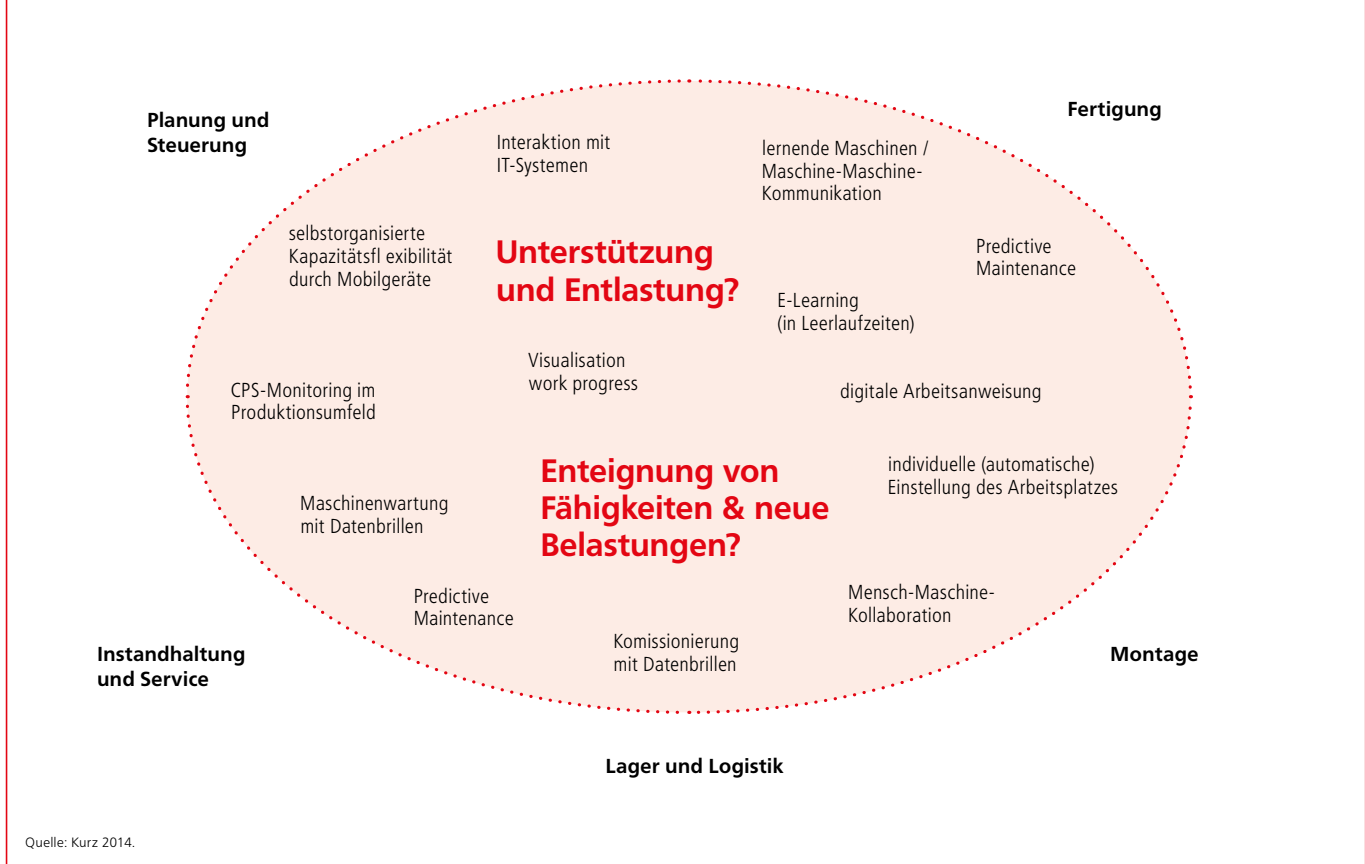 Planung und
Steuerung
Fertigung
Interaktion mit
IT-Systemen
lernende Maschinen /
Maschine-Maschine-
Kommunikation
selbstorganisierte
Kapazitätsfl exibilität
durch Mobilgeräte
Unterstützung
und Entlastung?
Predictive
Maintenance
E-Learning
(in Leerlaufzeiten)
Visualisation
work progress
CPS-Monitoring im
Produktionsumfeld
digitale Arbeitsanweisung
Enteignung von
Fähigkeiten & neue
Belastungen?
individuelle (automatische)
Einstellung des Arbeitsplatzes
Maschinenwartung
mit Datenbrillen
Predictive
Maintenance
Mensch-Maschine-
Kollaboration
Komissionierung
mit Datenbrillen
Instandhaltung
und Service
Montage
Lager und Logistik
Quelle: Kurz 2014.